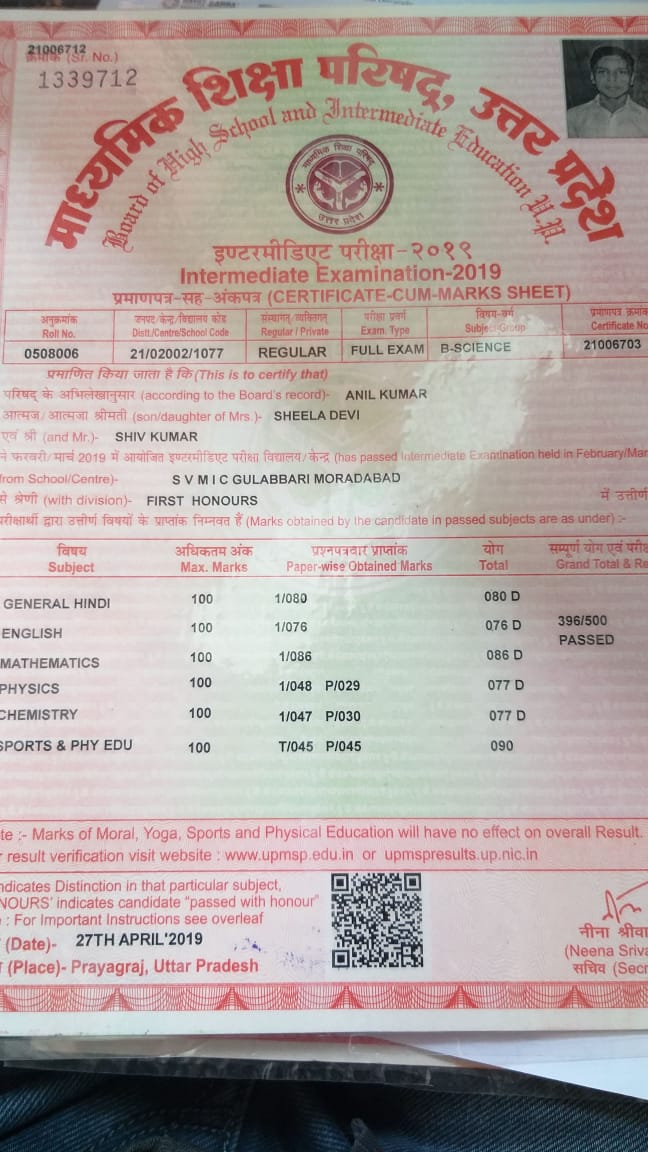 21006712
क्रमांक (Sr. No.)
1339712
माध्यमिक शिक्षा परिषद्, उत्तर प्रदेश
Board of High School and Intermediate Education U.P.
माध्यमिक शिक्षा परिषद्
उत्तर प्रदेश
इण्टरमीडिएट परीक्षा-२०१९
Intermediate Examination-2019
प्रमाणपत्र-सह-अंकपत्र (CERTIFICATE-CUM-MARKS SHEET)
अनुक्रमांक जनपद/केन्द्र/विद्यालय कोड संस्थागत/व्यक्तिगत परीक्षा प्रवर्ग विषय-वर्ग प्रमाणपत्र क्रमांक
Roll No. Distt./Centre/School Code Regular / Private Exam. Type Subject-Group Certificate No
0508006 21/02002/1077 REGULAR FULL EXAM B-SCIENCE 21006703
प्रमाणित किया जाता है कि (This is to certify that)
परिषद के अभिलेखानुसार (according to the Board's record)- ANIL KUMAR
आत्मज/आत्मजा श्रीमती (son/daughter of Mrs.)- SHEELA DEVI
एवं श्री (and Mr.)- SHIV KUMAR
ने फरवरी/मार्च 2019 में आयोजित इण्टरमीडिएट परीक्षा विद्यालय/केन्द्र (has passed Intermediate Examination held in February/Mar
from School/Centre)- S V M I C GULABBARI MORADABAD
से श्रेणी (with division)- FIRST HONOURS में उत्तीर्ण
परीक्षार्थी द्वारा उत्तीर्ण विषयों के प्राप्तांक निम्नवत हैं (Marks obtained by the candidate in passed subjects are as under) :-
विषय अधिकतम अंक प्रश्नपत्रवार प्राप्तांक योग सम्पूर्ण योग एवं परी
Subject Max. Marks Paper-wise Obtained Marks Total Grand Total & Re
GENERAL HINDI 100 1/080 080 D
ENGLISH 100 1/076 076 D 396/500
PASSED
MATHEMATICS 100 1/086 086 D
PHYSICS 100 1/048 P/029 077 D
CHEMISTRY 100 1/047 P/030 077 D
SPORTS & PHY EDU 100 T/045 P/045 090
te :- Marks of Moral, Yoga, Sports and Physical Education will have no effect on overall Result.
r result verification visit website : www.upmsp.edu.in or upmspresults.up.nic.in
ndicates Distinction in that particular subject,
NOURS' indicates candidate "passed with honour"
: For Important Instructions see overleaf
(Date)- 27TH APRIL'2019
(Place)- Prayagraj, Uttar Pradesh
नीना श्रीवा
(Neena Sriva
सचिव (Secr